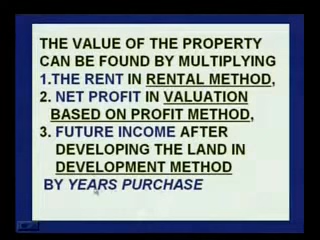 THE VALUE OF THE PROPERTY
CAN BE FOUND BY MULTIPLYING
1.THE RENT IN RENTAL METHOD,
2. NET PROFIT IN VALUATION
BASED ON PROFIT METHOD,
3. FUTURE INCOME AFTER
DEVELOPING THE LAND IN
DEVELOPMENT METHOD
BY YEARS PURCHASE